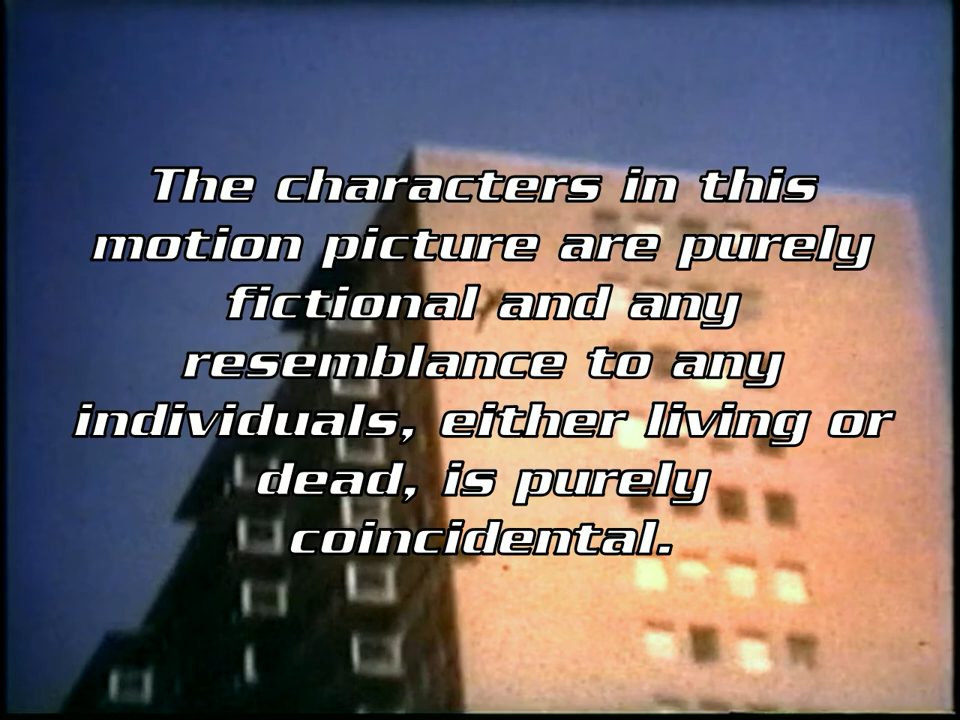 The characters in this
motion picture are purely
fictional and any
resemblance to any
individuals, either living or
dead, is purely
coincidental.